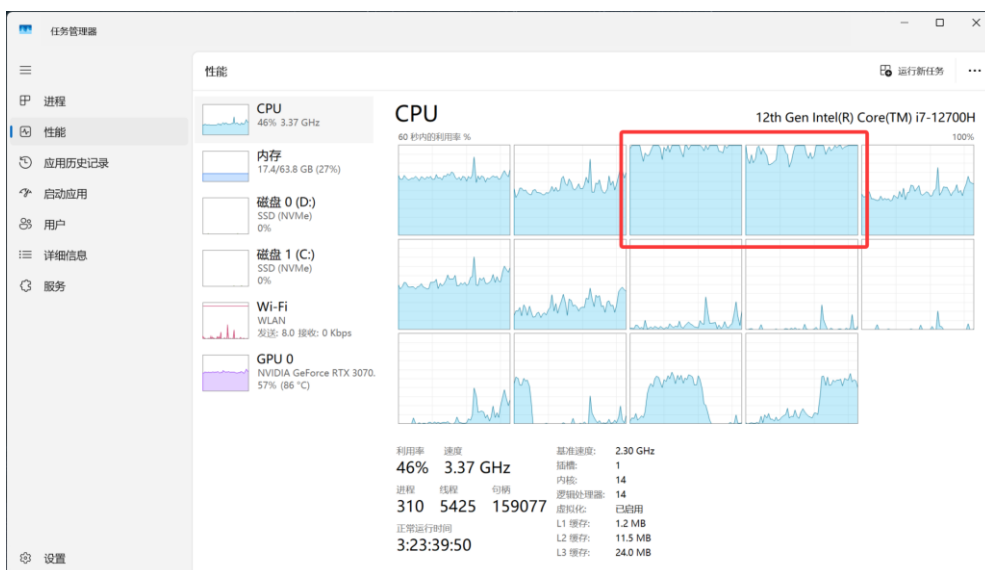 任务管理器
性能
运行新任务
进程
性能
应用历史记录
启动应用
用户
详细信息
服务
设置
CPU
46% 3.37 GHz
内存
17.4/63.8 GB (27%)
磁盘 0 (D:)
SSD (NVMe)
0%
磁盘 1 (C:)
SSD (NVMe)
0%
Wi-Fi
WLAN
发送: 8.0 接收: 0 Kbps
GPU 0
NVIDIA GeForce RTX 3070.
57% (86 °C)
CPU
12th Gen Intel(R) Core(TM) i7-12700H
60 秒内的利用率 %
100%
利用率 速度
46% 3.37 GHz
进程 线程 句柄
310 5425 159077
正常运行时间
3:23:39:50
基准速度: 2.30 GHz
插槽: 1
内核: 14
逻辑处理器: 14
虚拟化: 已启用
L1 缓存: 1.2 MB
L2 缓存: 11.5 MB
L3 缓存: 24.0 MB